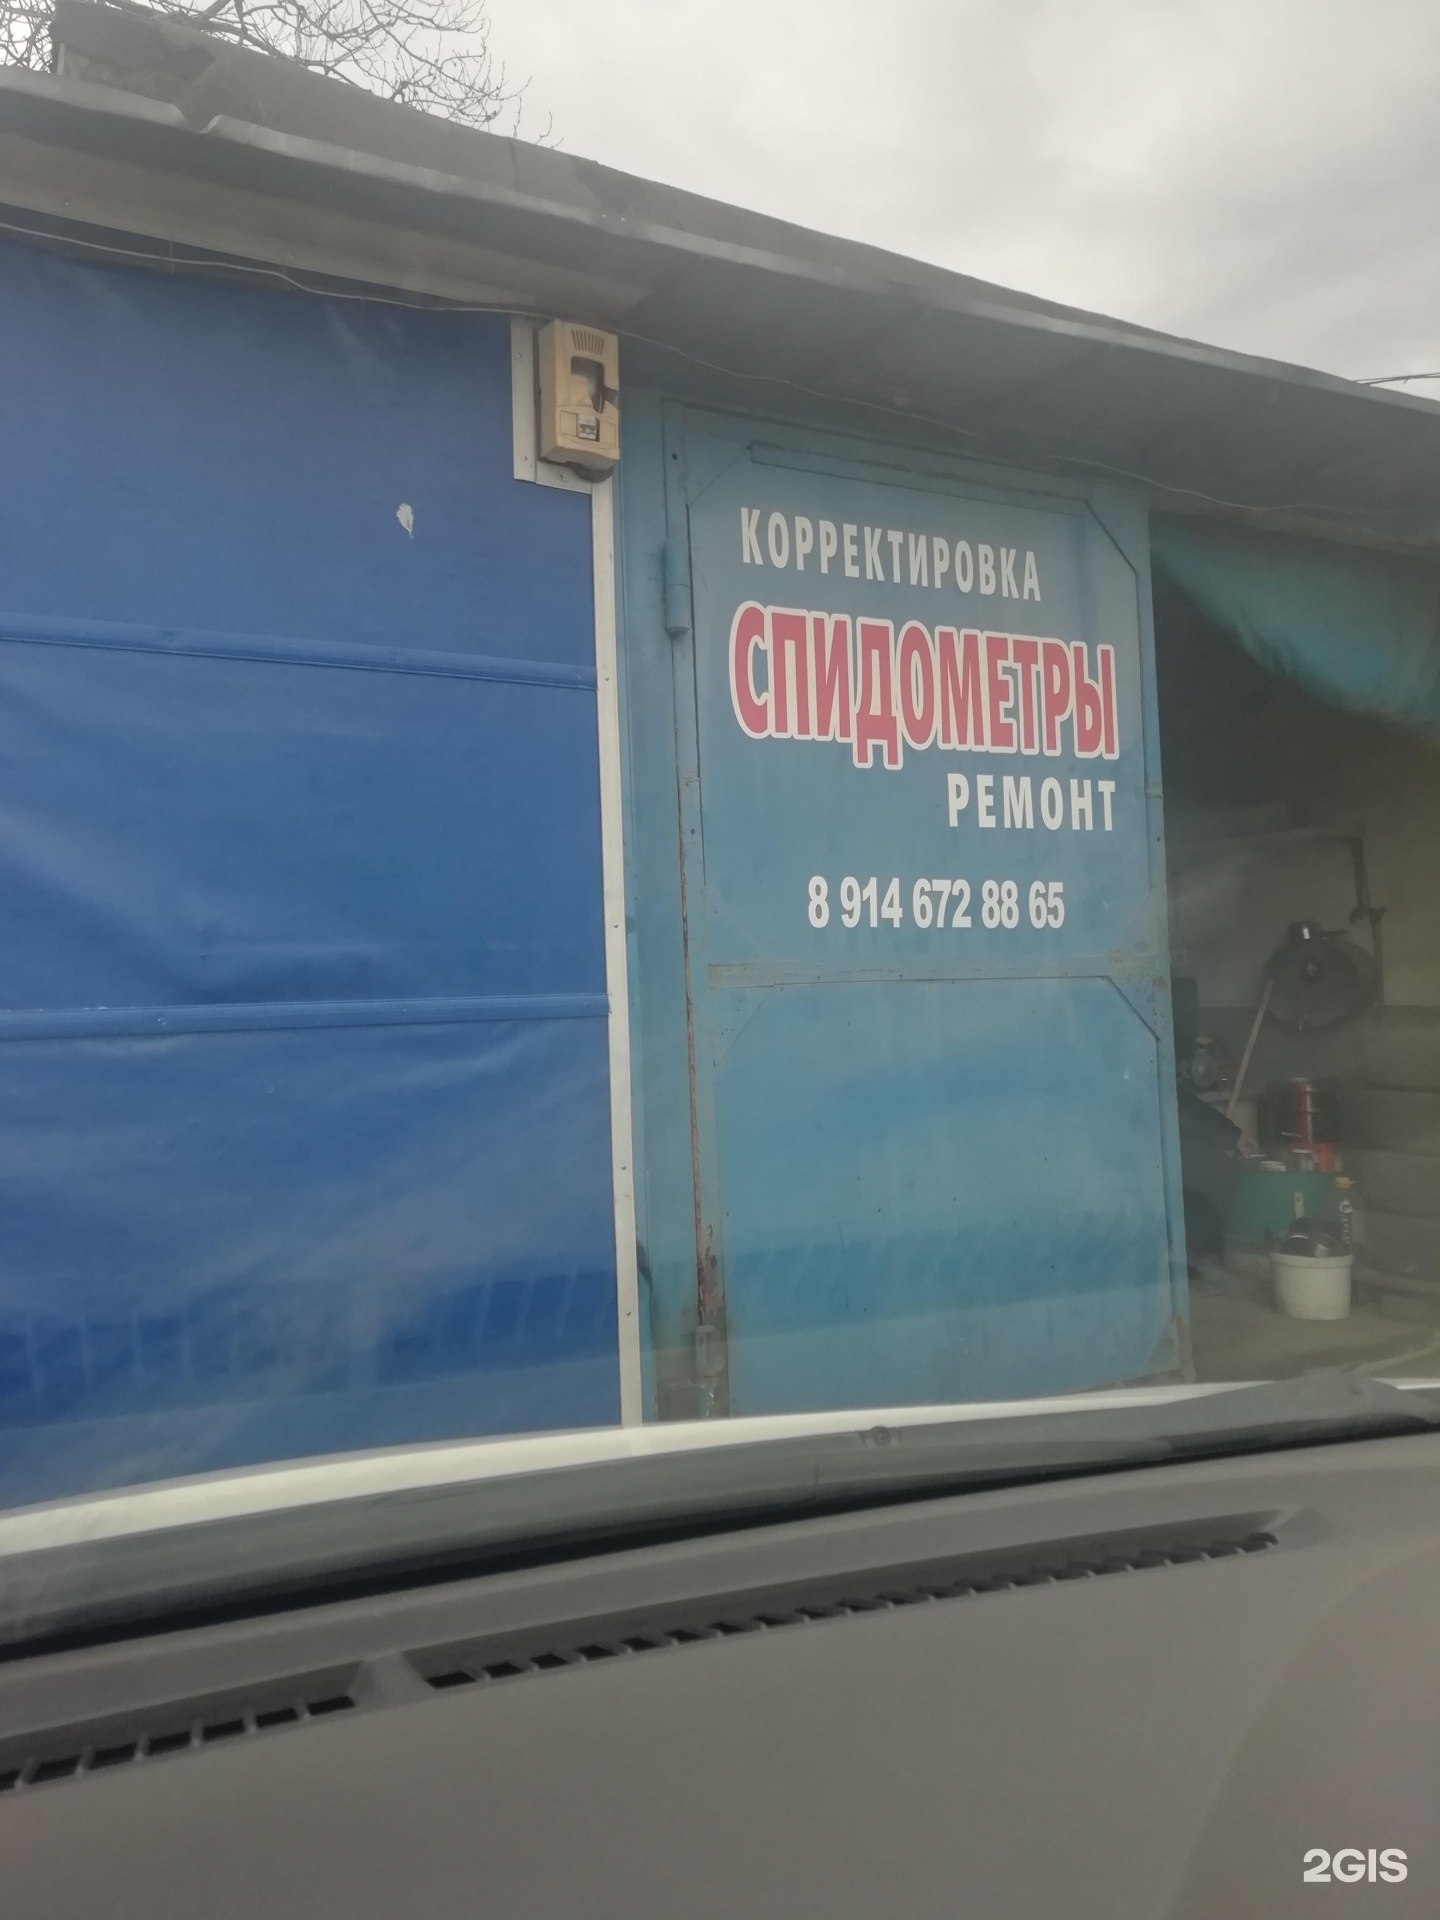 КОРРЕКТИРОВКА
СПИДОМЕТРЫ
РЕМОНТ
8 914 672 88 65
2GIS